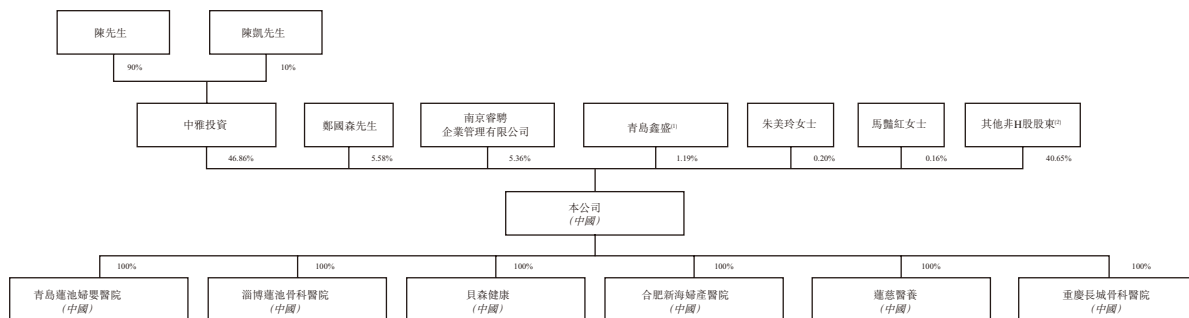 陳先生
陳凱先生
90%
10%
中雅投資
鄭國森先生
南京睿聘
企業管理有限公司
青島鑫盛(1)
朱美玲女士
馬豔紅女士
其他非H股股東(2)
46.86%
5.58%
5.36%
1.19%
0.20%
0.16%
40.65%
本公司
(中國)
100%
100%
100%
100%
100%
100%
青島蓮池婦嬰醫院
(中國)
淄博蓮池骨科醫院
(中國)
貝森健康
(中國)
合肥新海婦產醫院
(中國)
蓮慈醫養
(中國)
重慶長城骨科醫院
(中國)